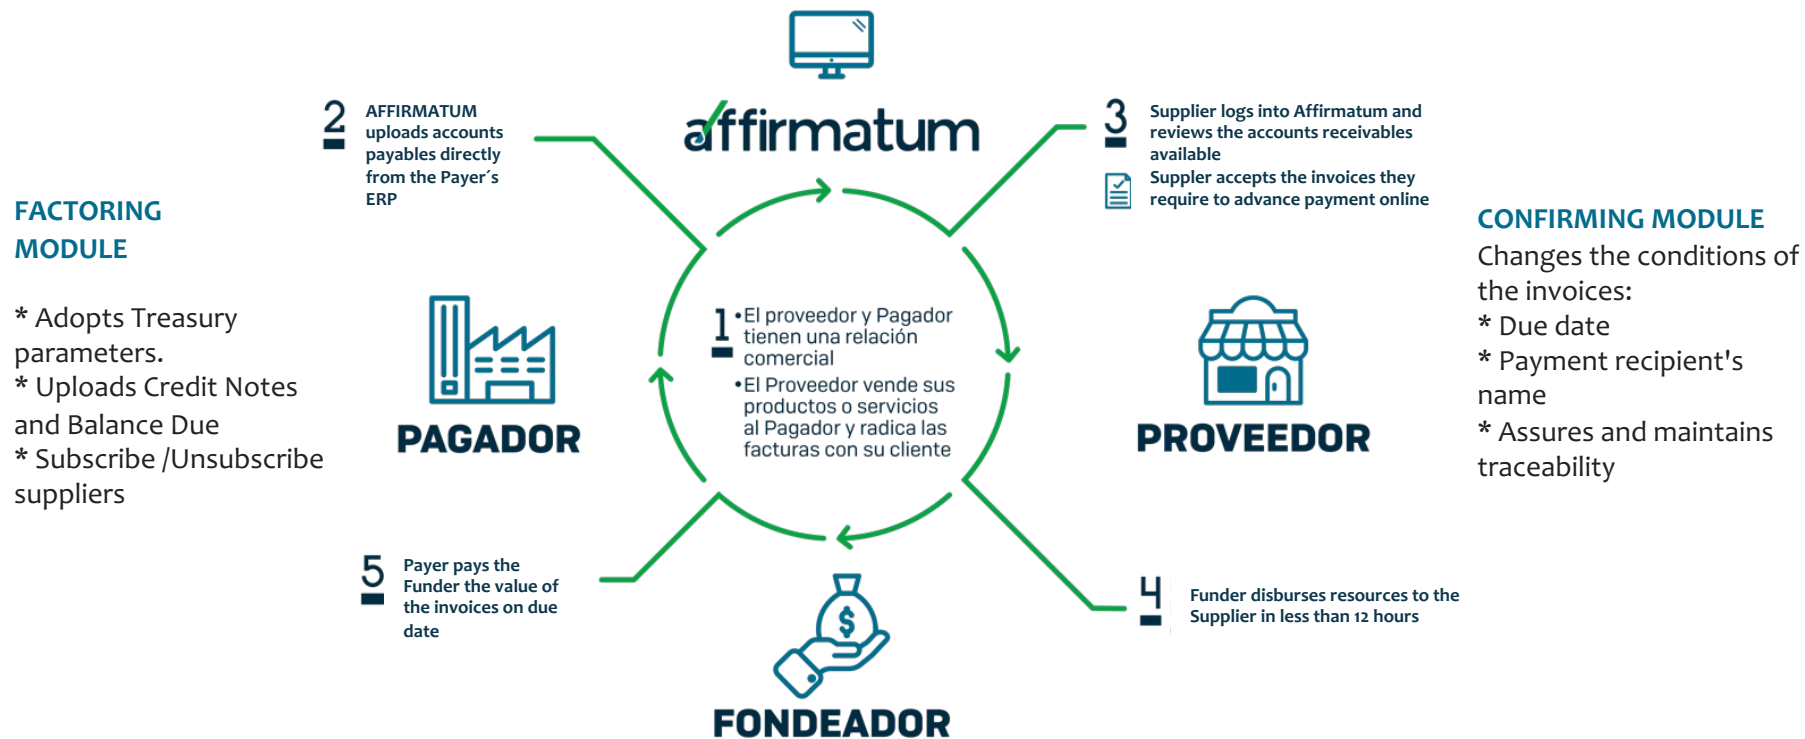 affirmatum
2
AFFIRMATUM
uploads accounts
payables directly
from the Payer´s
ERP
3
Supplier logs into Affirmatum and
reviews the accounts receivables
available
Suppler accepts the invoices they
require to advance payment online
FACTORING
MODULE
* Adopts Treasury
parameters.
* Uploads Credit Notes
and Balance Due
* Subscribe /Unsubscribe
suppliers
PAGADOR
1
•El proveedor y Pagador
tienen una relación
comercial
•El Proveedor vende sus
productos o servicios
al Pagador y radica las
facturas con su cliente
PROVEEDOR
CONFIRMING MODULE
Changes the conditions of
the invoices:
* Due date
* Payment recipient's
name
* Assures and maintains
traceability
5
Payer pays the
Funder the value of
the invoices on due
date
$
FONDEADOR
4
Funder disburses resources to the
Supplier in less than 12 hours